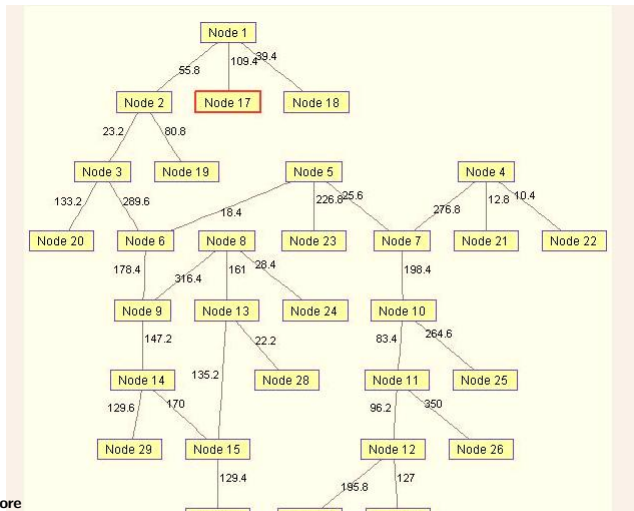 Node 1
55.8 109.4 39.4
Node 2 Node 17 Node 18
23.2 80.8
Node 3 Node 19 Node 5 Node 4
133.2 289.6 18.4 226.8 25.6 276.8 12.8 10.4
Node 20 Node 6 Node 8 Node 23 Node 7 Node 21 Node 22
178.4 316.4 161 28.4 198.4
Node 9 Node 13 Node 24 Node 10
147.2 22.2 83.4 264.6
Node 14 135.2 Node 28 Node 11 Node 25
129.6 170 96.2 350
Node 29 Node 15 Node 12 Node 26
129.4 195.8 127
ore